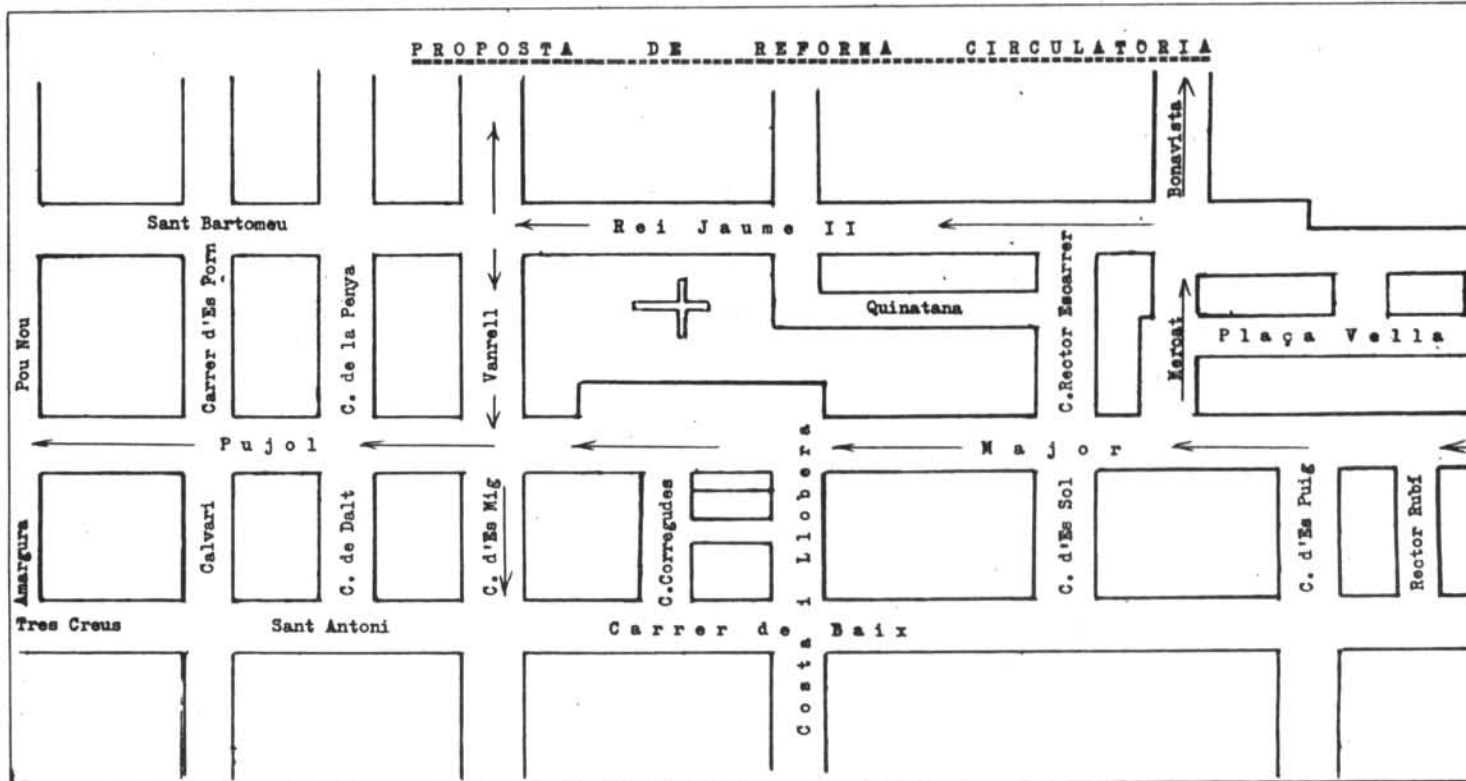 PROPOSTA DE REFORMA CIRCULATORIA
Bonavista
Sant Bartomeu
Rei Jaume II
Pou Nou
Carrer d'Es Forn
C. de la Penya
Vanrell
Quinatana
C.Rector Escarrer
Mercat
Plaça Vella
Pujol
Major
Amargura
Calvari
C. de Dalt
C. d'Es Mig
C.Corregudes
Costa i Llobera
C. d'Es Sol
C. d'Es Puig
Rector Rubí
Tres Creus
Sant Antoni
Carrer de Baix